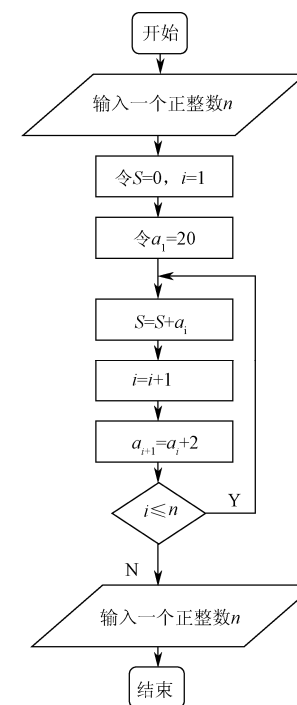 开始
输入一个正整数n
令S=0，i=1
令a₁=20
S=S+aᵢ
i=i+1
aᵢ₊₁=aᵢ+2
i≤n
Y
N
输入一个正整数n
结束